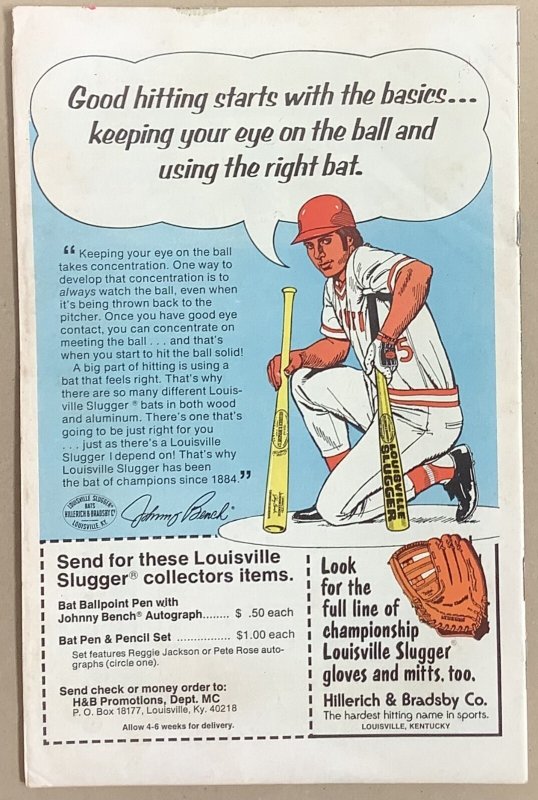 Good hitting starts with the basics...
keeping your eye on the ball and
using the right bat.
“ Keeping your eye on the ball
takes concentration. One way to
develop that concentration is to
always watch the ball, even when
it's being thrown back to the
pitcher. Once you have good eye
contact, you can concentrate on
meeting the ball . . . and that's
when you start to hit the ball solid!
A big part of hitting is using a
bat that feels right. That's why
there are so many different Louis-
ville Slugger ® bats in both wood
and aluminum. There's one that's
going to be just right for you
. . . just as there's a Louisville
Slugger I depend on! That's why
Louisville Slugger has been
the bat of champions since 1884.”
LOUISVILLE SLUGGER®
BATS
HILLERICH & BRADSBY Cº
LOUISVILLE, KY.
Johnny Bench®
5
LOUISVILLE
SLUGGER
Send for these Louisville
Slugger® collectors items.
Bat Ballpoint Pen with
Johnny Bench® Autograph........ $ .50 each
Bat Pen & Pencil Set ................ $1.00 each
Set features Reggie Jackson or Pete Rose auto-
graphs (circle one).
Send check or money order to:
H&B Promotions, Dept. MC
P. O. Box 18177, Louisville, Ky. 40218
Allow 4-6 weeks for delivery.
Look
for the
full line of
championship
Louisville Slugger®
gloves and mitts, too.
Hillerich & Bradsby Co.
The hardest hitting name in sports.
LOUISVILLE, KENTUCKY